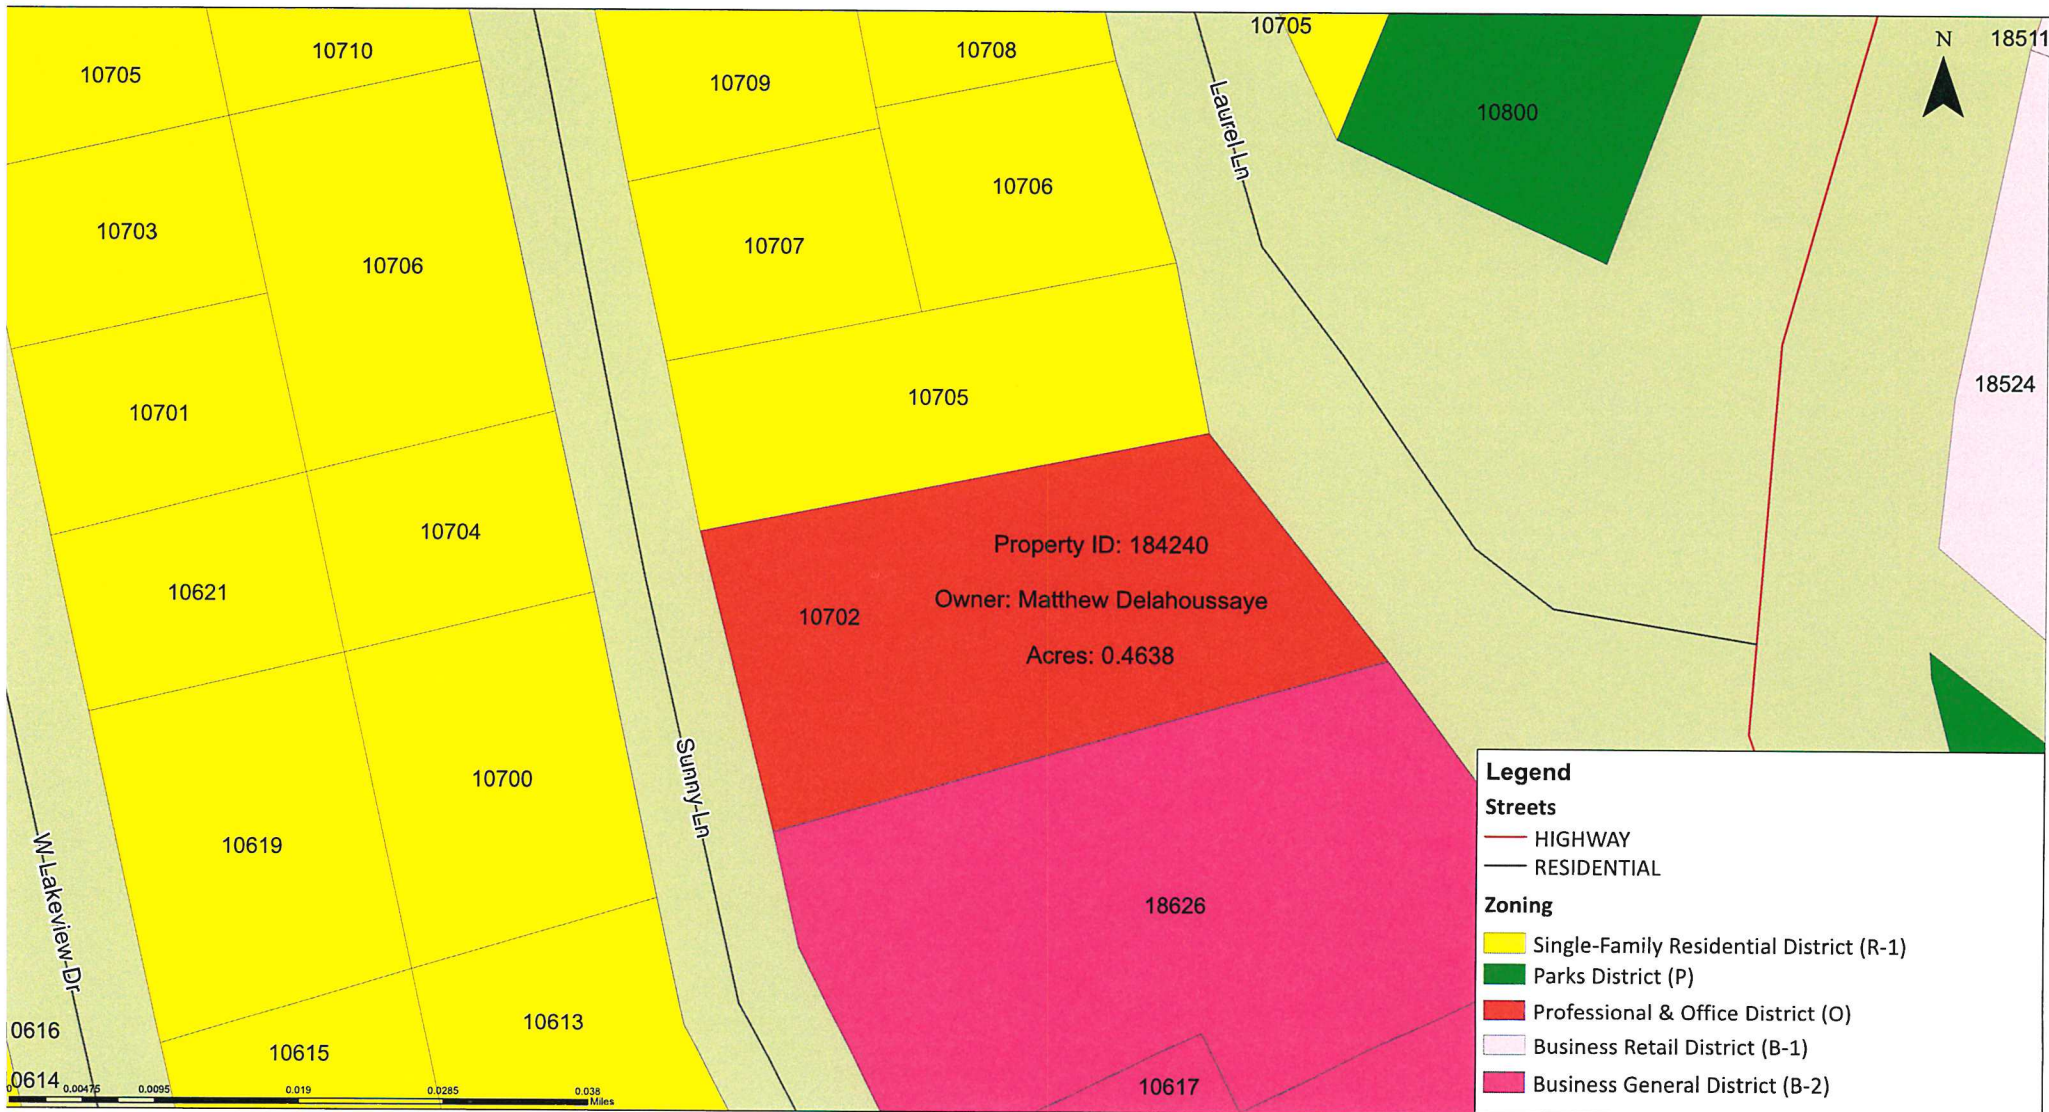 10705
10710
10709
10708
10705
10800
N
18511
Laurel Ln
10703
10706
10707
10706
10701
10705
18524
10621
10704
10702
Property ID: 184240
Owner: Matthew Delahoussaye
Acres: 0.4638
10619
10700
Sunny Ln
W Lakeview Dr
18626
10616
10615
10613
10617
0614
0 0.00475 0.0095 0.019 0.0285 0.038
Miles
Legend
Streets
HIGHWAY
RESIDENTIAL
Zoning
Single-Family Residential District (R-1)
Parks District (P)
Professional & Office District (O)
Business Retail District (B-1)
Business General District (B-2)